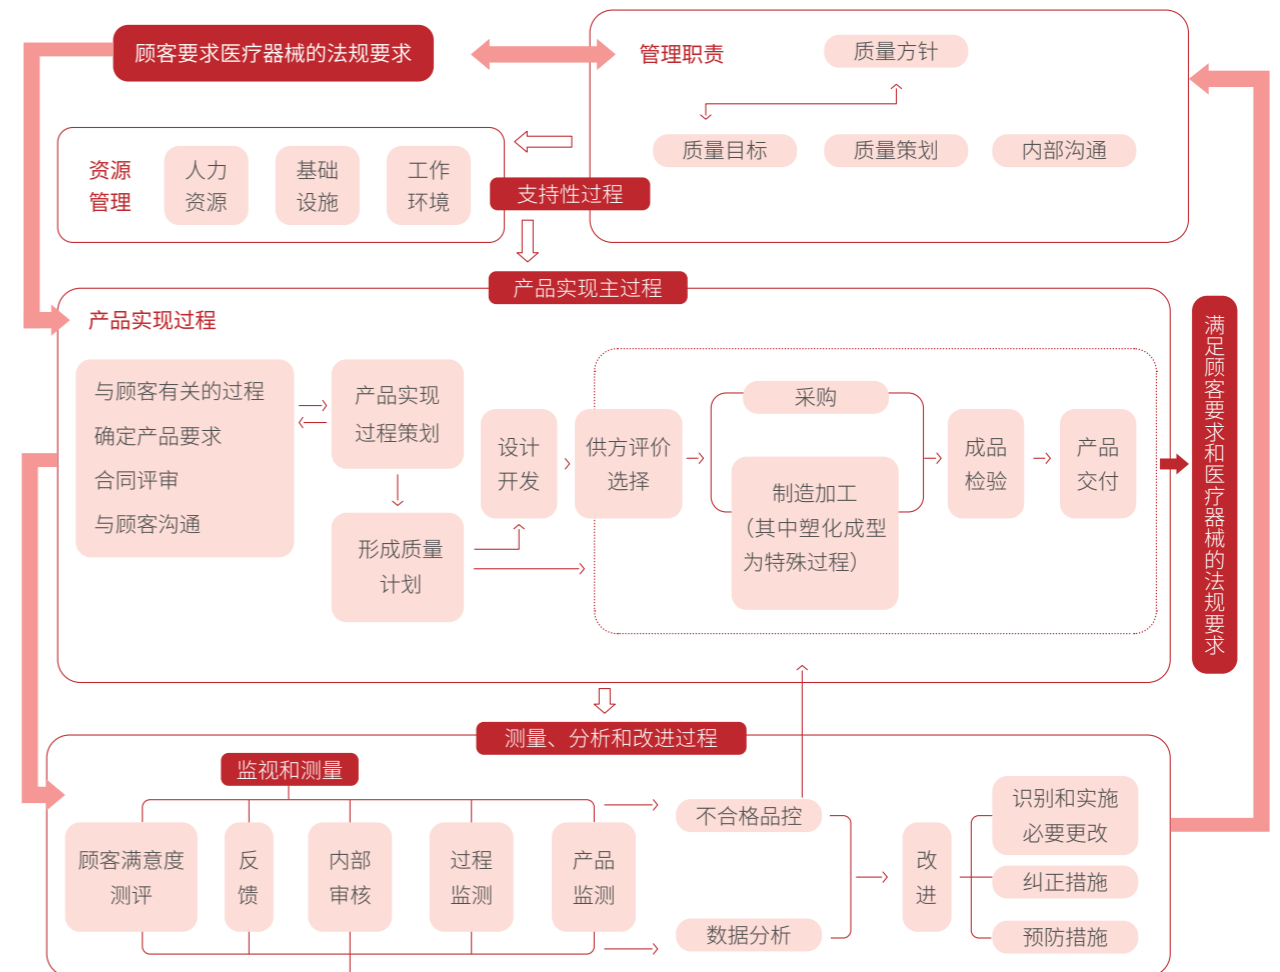 顾客要求医疗器械的法规要求
管理职责
质量方针
质量目标
质量策划
内部沟通
资源
管理
人力
资源
基础
设施
工作
环境
支持性过程
产品实现主过程
产品实现过程
与顾客有关的过程
确定产品要求
合同评审
与顾客沟通
产品实现
过程策划
形成质量
计划
设计
开发
供方评价
选择
采购
制造加工
（其中塑化成型
为特殊过程）
成品
检验
产品
交付
满足顾客要求和医疗器械的法规要求
测量、分析和改进过程
监视和测量
顾客满意度
测评
反
馈
内部
审核
过程
监测
产品
监测
不合格品控
数据分析
改
进
识别和实施
必要更改
纠正措施
预防措施